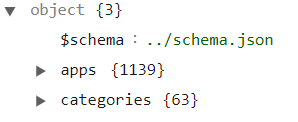 object {3}
$schema : ../schema.json
apps {1139}
categories {63}